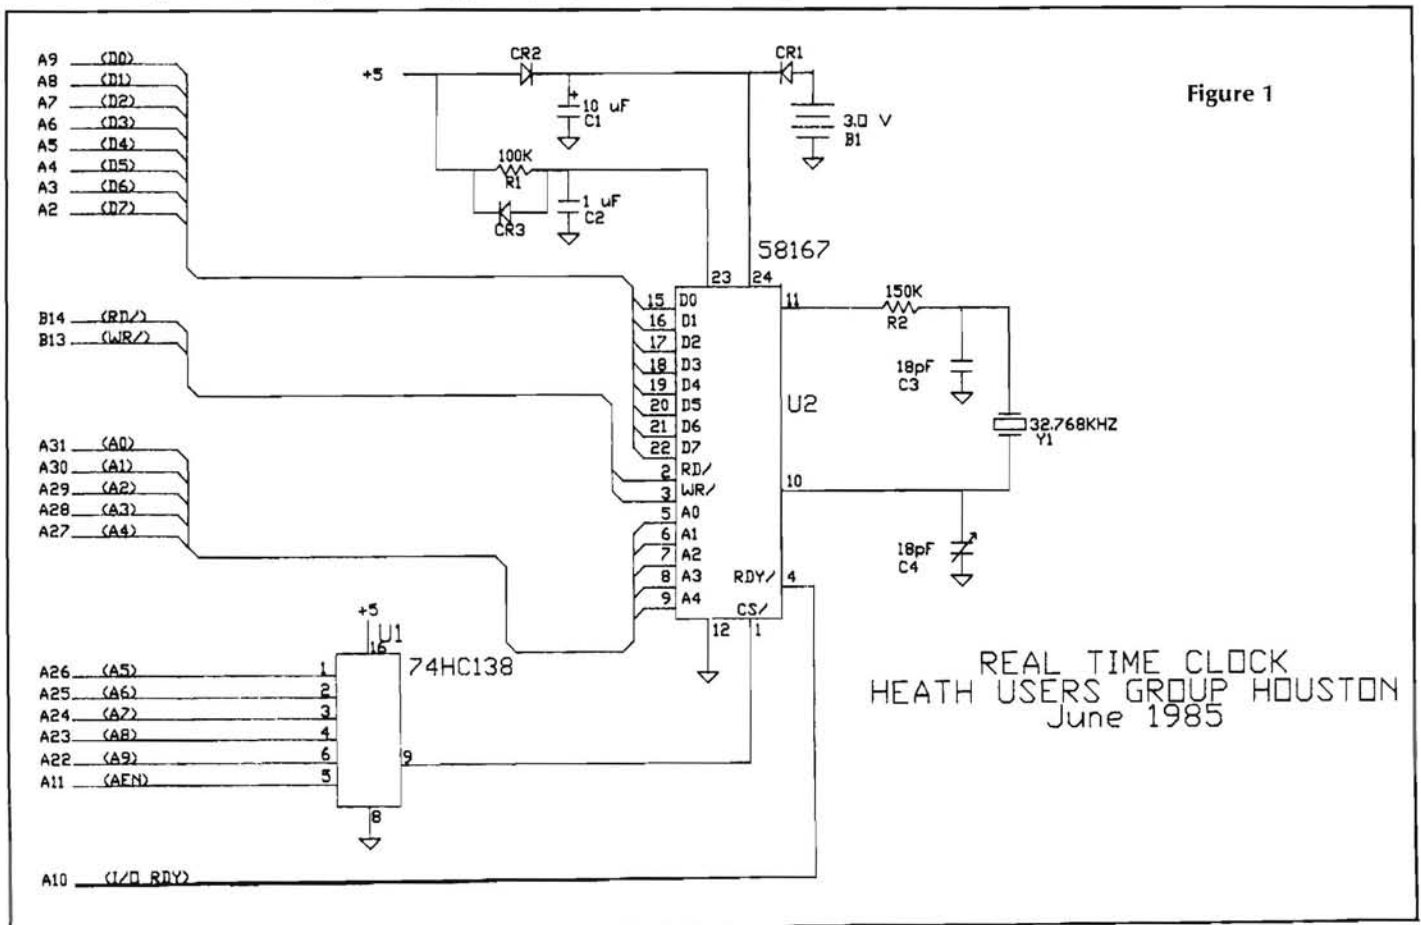 Figure 1
A9 (D0)
A8 (D1)
A7 (D2)
A6 (D3)
A5 (D4)
A4 (D5)
A3 (D6)
A2 (D7)
B14 (RD/)
B13 (WR/)
A31 (A0)
A30 (A1)
A29 (A2)
A28 (A3)
A27 (A4)
A26 (A5)
A25 (A6)
A24 (A7)
A23 (A8)
A22 (A9)
A11 (AEN)
A10 (I/O RDY)
+5
CR2
CR1
+
10 uF
C1
3.0 V
B1
100K
R1
CR3
1 uF
C2
58167
23 24
15 D0
16 D1
17 D2
18 D3
19 D4
20 D5
21 D6
22 D7
2 RD/
3 WR/
5 A0
6 A1
7 A2
8 A3
9 A4
11
10
RDY/ 4
CS/
12 1
U2
150K
R2
18pF
C3
32.768KHZ
Y1
18pF
C4
+5
U1
16
74HC138
1
2
3
4
6
5
9
8
REAL TIME CLOCK
HEATH USERS GROUP HOUSTON
June 1985